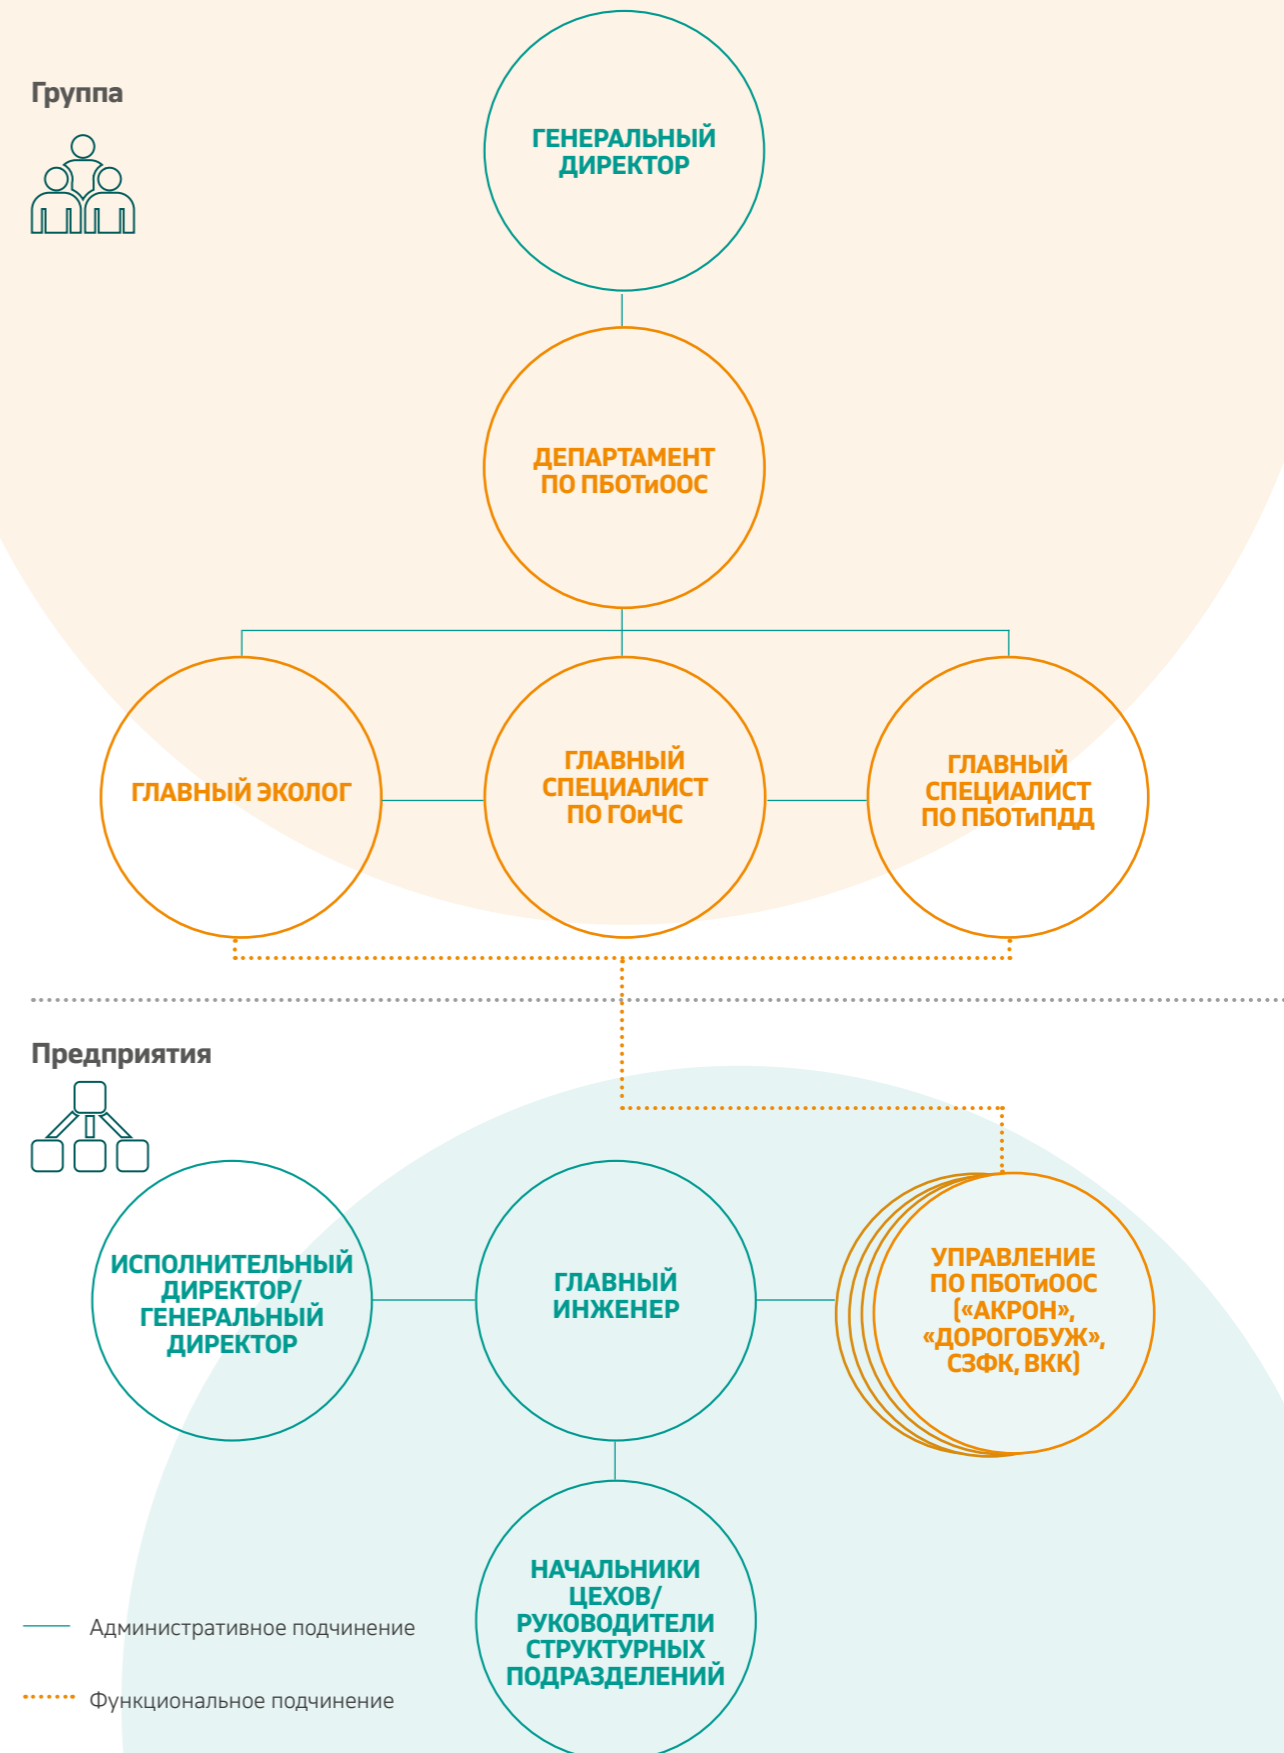 Группа
ГЕНЕРАЛЬНЫЙ
ДИРЕКТОР
ДЕПАРТАМЕНТ
ПО ПБОТиООС
ГЛАВНЫЙ ЭКОЛОГ
ГЛАВНЫЙ
СПЕЦИАЛИСТ
ПО ГОиЧС
ГЛАВНЫЙ
СПЕЦИАЛИСТ
ПО ПБОТиПДД
Предприятия
ИСПОЛНИТЕЛЬНЫЙ
ДИРЕКТОР/
ГЕНЕРАЛЬНЫЙ
ДИРЕКТОР
ГЛАВНЫЙ
ИНЖЕНЕР
УПРАВЛЕНИЕ
ПО ПБОТиООС
(«АКРОН»,
«ДОРОГОБУЖ»,
СЗФК, ВКК)
НАЧАЛЬНИКИ
ЦЕХОВ/
РУКОВОДИТЕЛИ
СТРУКТУРНЫХ
ПОДРАЗДЕЛЕНИЙ
Административное подчинение
Функциональное подчинение